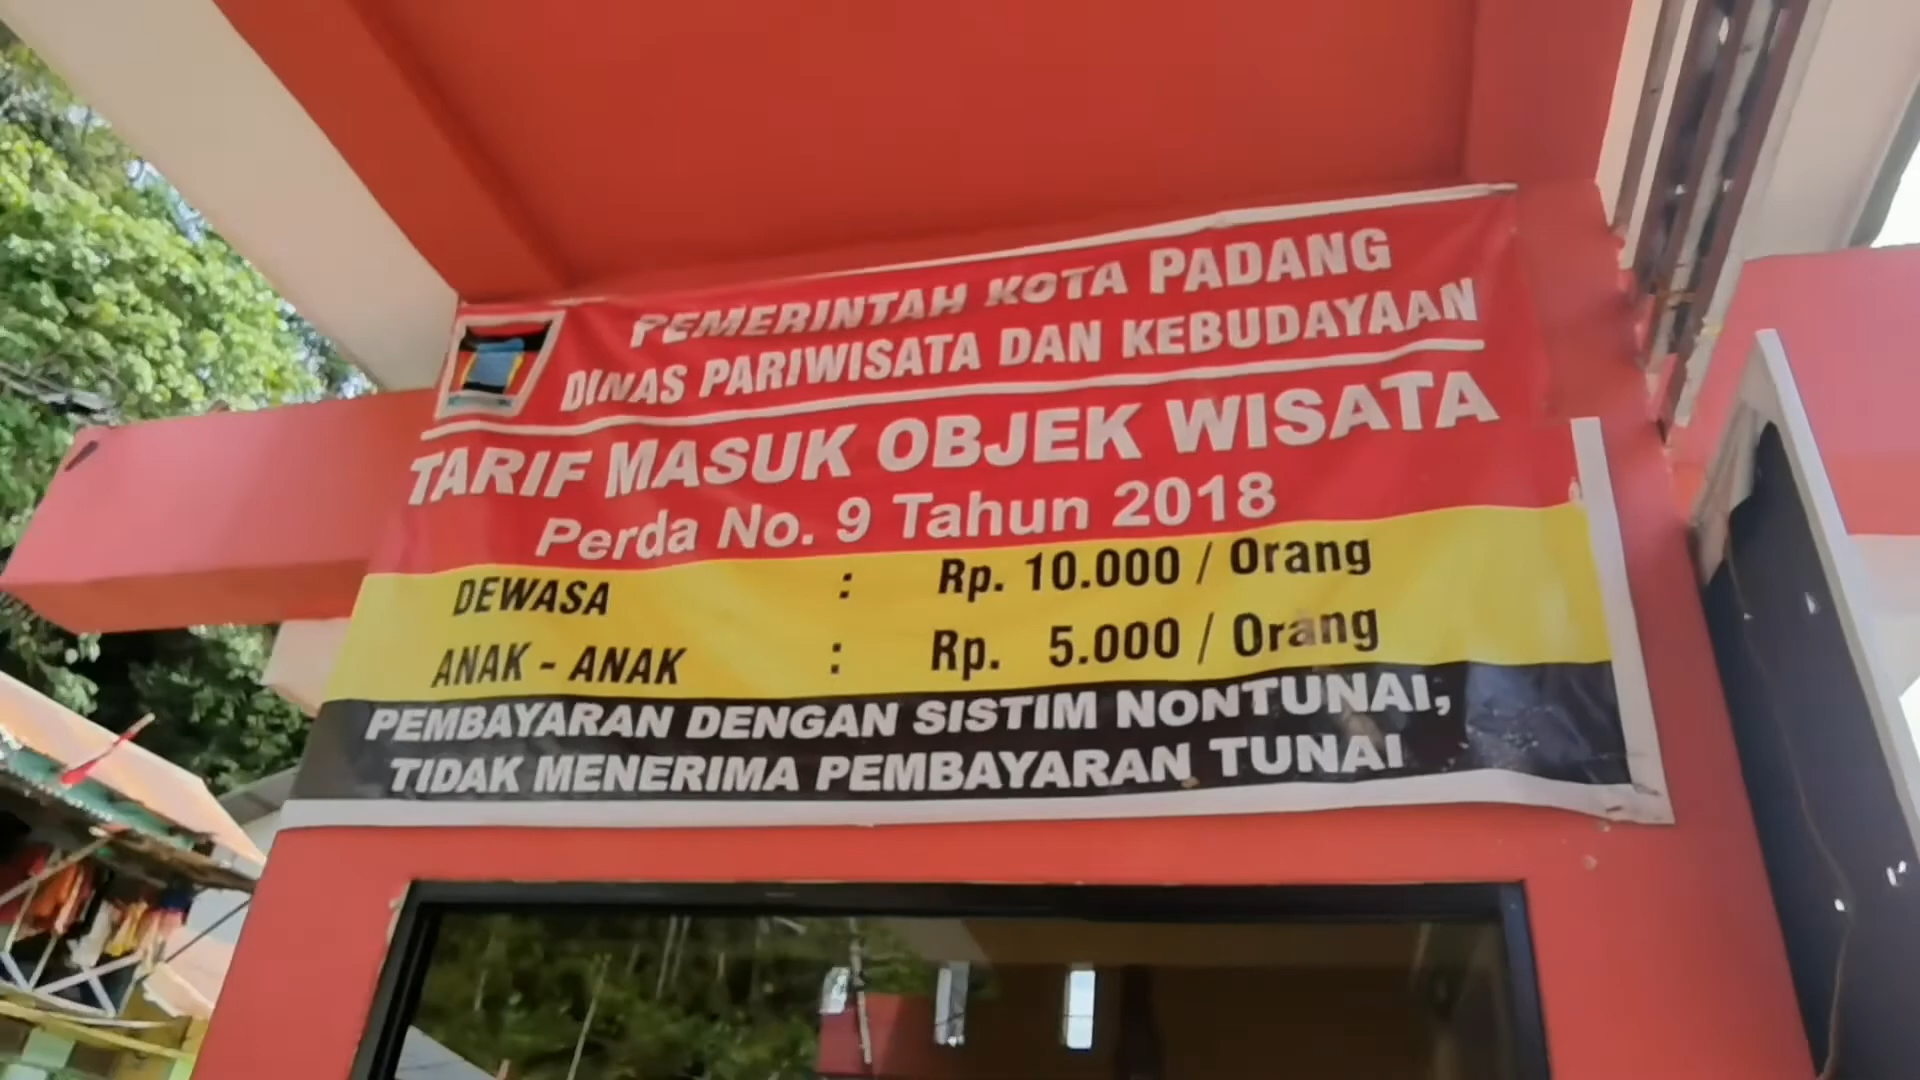 PEMERINTAH KOTA PADANG
DINAS PARIWISATA DAN KEBUDAYAAN
TARIF MASUK OBJEK WISATA
Perda No. 9 Tahun 2018
DEWASA : Rp. 10.000 / Orang
ANAK - ANAK : Rp. 5.000 / Orang
PEMBAYARAN DENGAN SISTIM NONTUNAI,
TIDAK MENERIMA PEMBAYARAN TUNAI